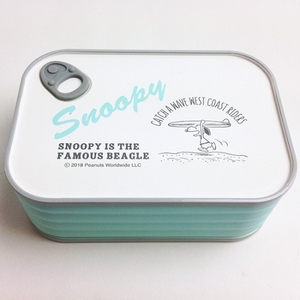 Snoopy
SNOOPY IS THE
FAMOUS BEAGLE
© 2018 Peanuts Worldwide LLC
CATCH A WAVE WEST COAST RIDERS